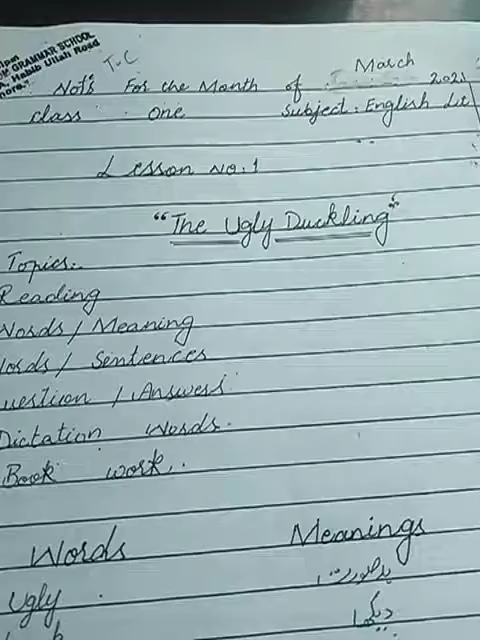 GRAMMAR SCHOOL
Habib Ullah Road
T-C
Not's For the Month of March 2021
class one Subject: English Lit
Lesson No:1
"The Ugly Duckling"
Topics:
Reading
Words / Meaning
Words / Sentences
Question / Answers
Dictation Words.
Book work.
Words Meanings
Ugly بدصورت
دیکھا